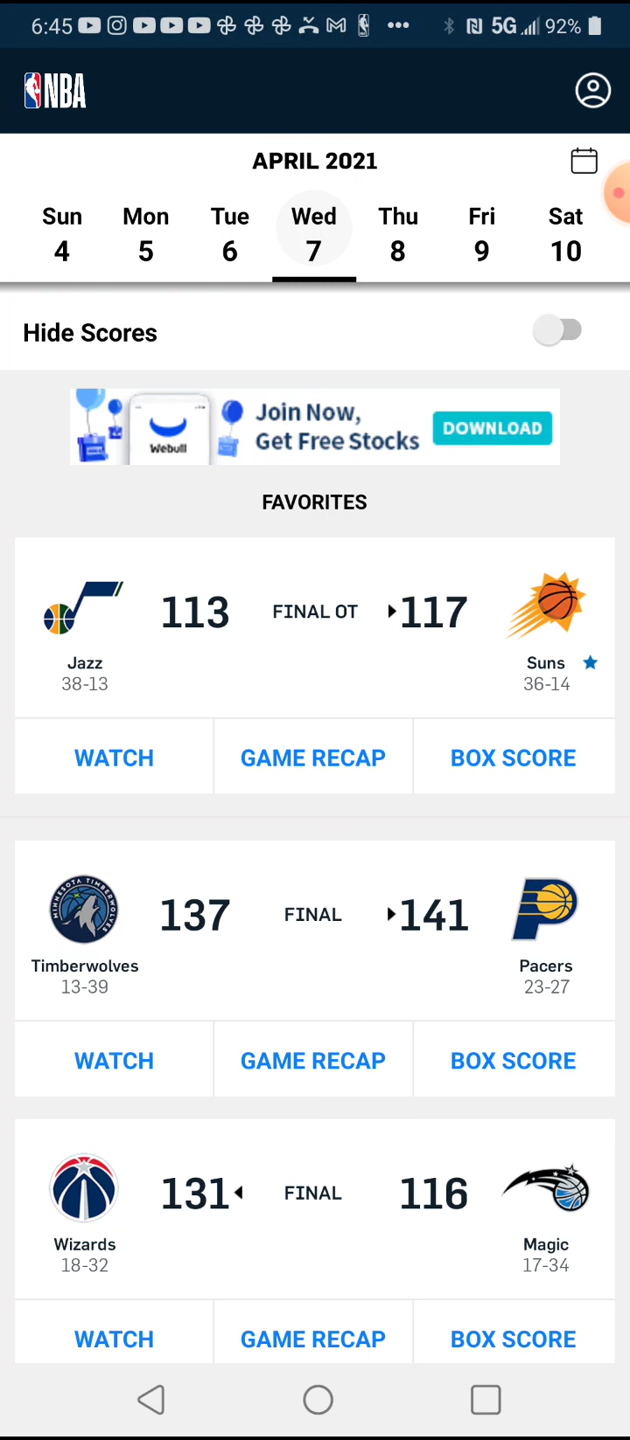 6:45 ••• 5G 92%
NBA
APRIL 2021
Sun Mon Tue Wed Thu Fri Sat
4 5 6 7 8 9 10
Hide Scores
Join Now,
Get Free Stocks
DOWNLOAD
Webull
FAVORITES
113 FINAL OT 117
Jazz Suns
38-13 36-14
WATCH GAME RECAP BOX SCORE
MINNESOTA TIMBERWOLVES
137 FINAL 141
Timberwolves Pacers
13-39 23-27
WATCH GAME RECAP BOX SCORE
131 FINAL 116
Wizards Magic
18-32 17-34
WATCH GAME RECAP BOX SCORE